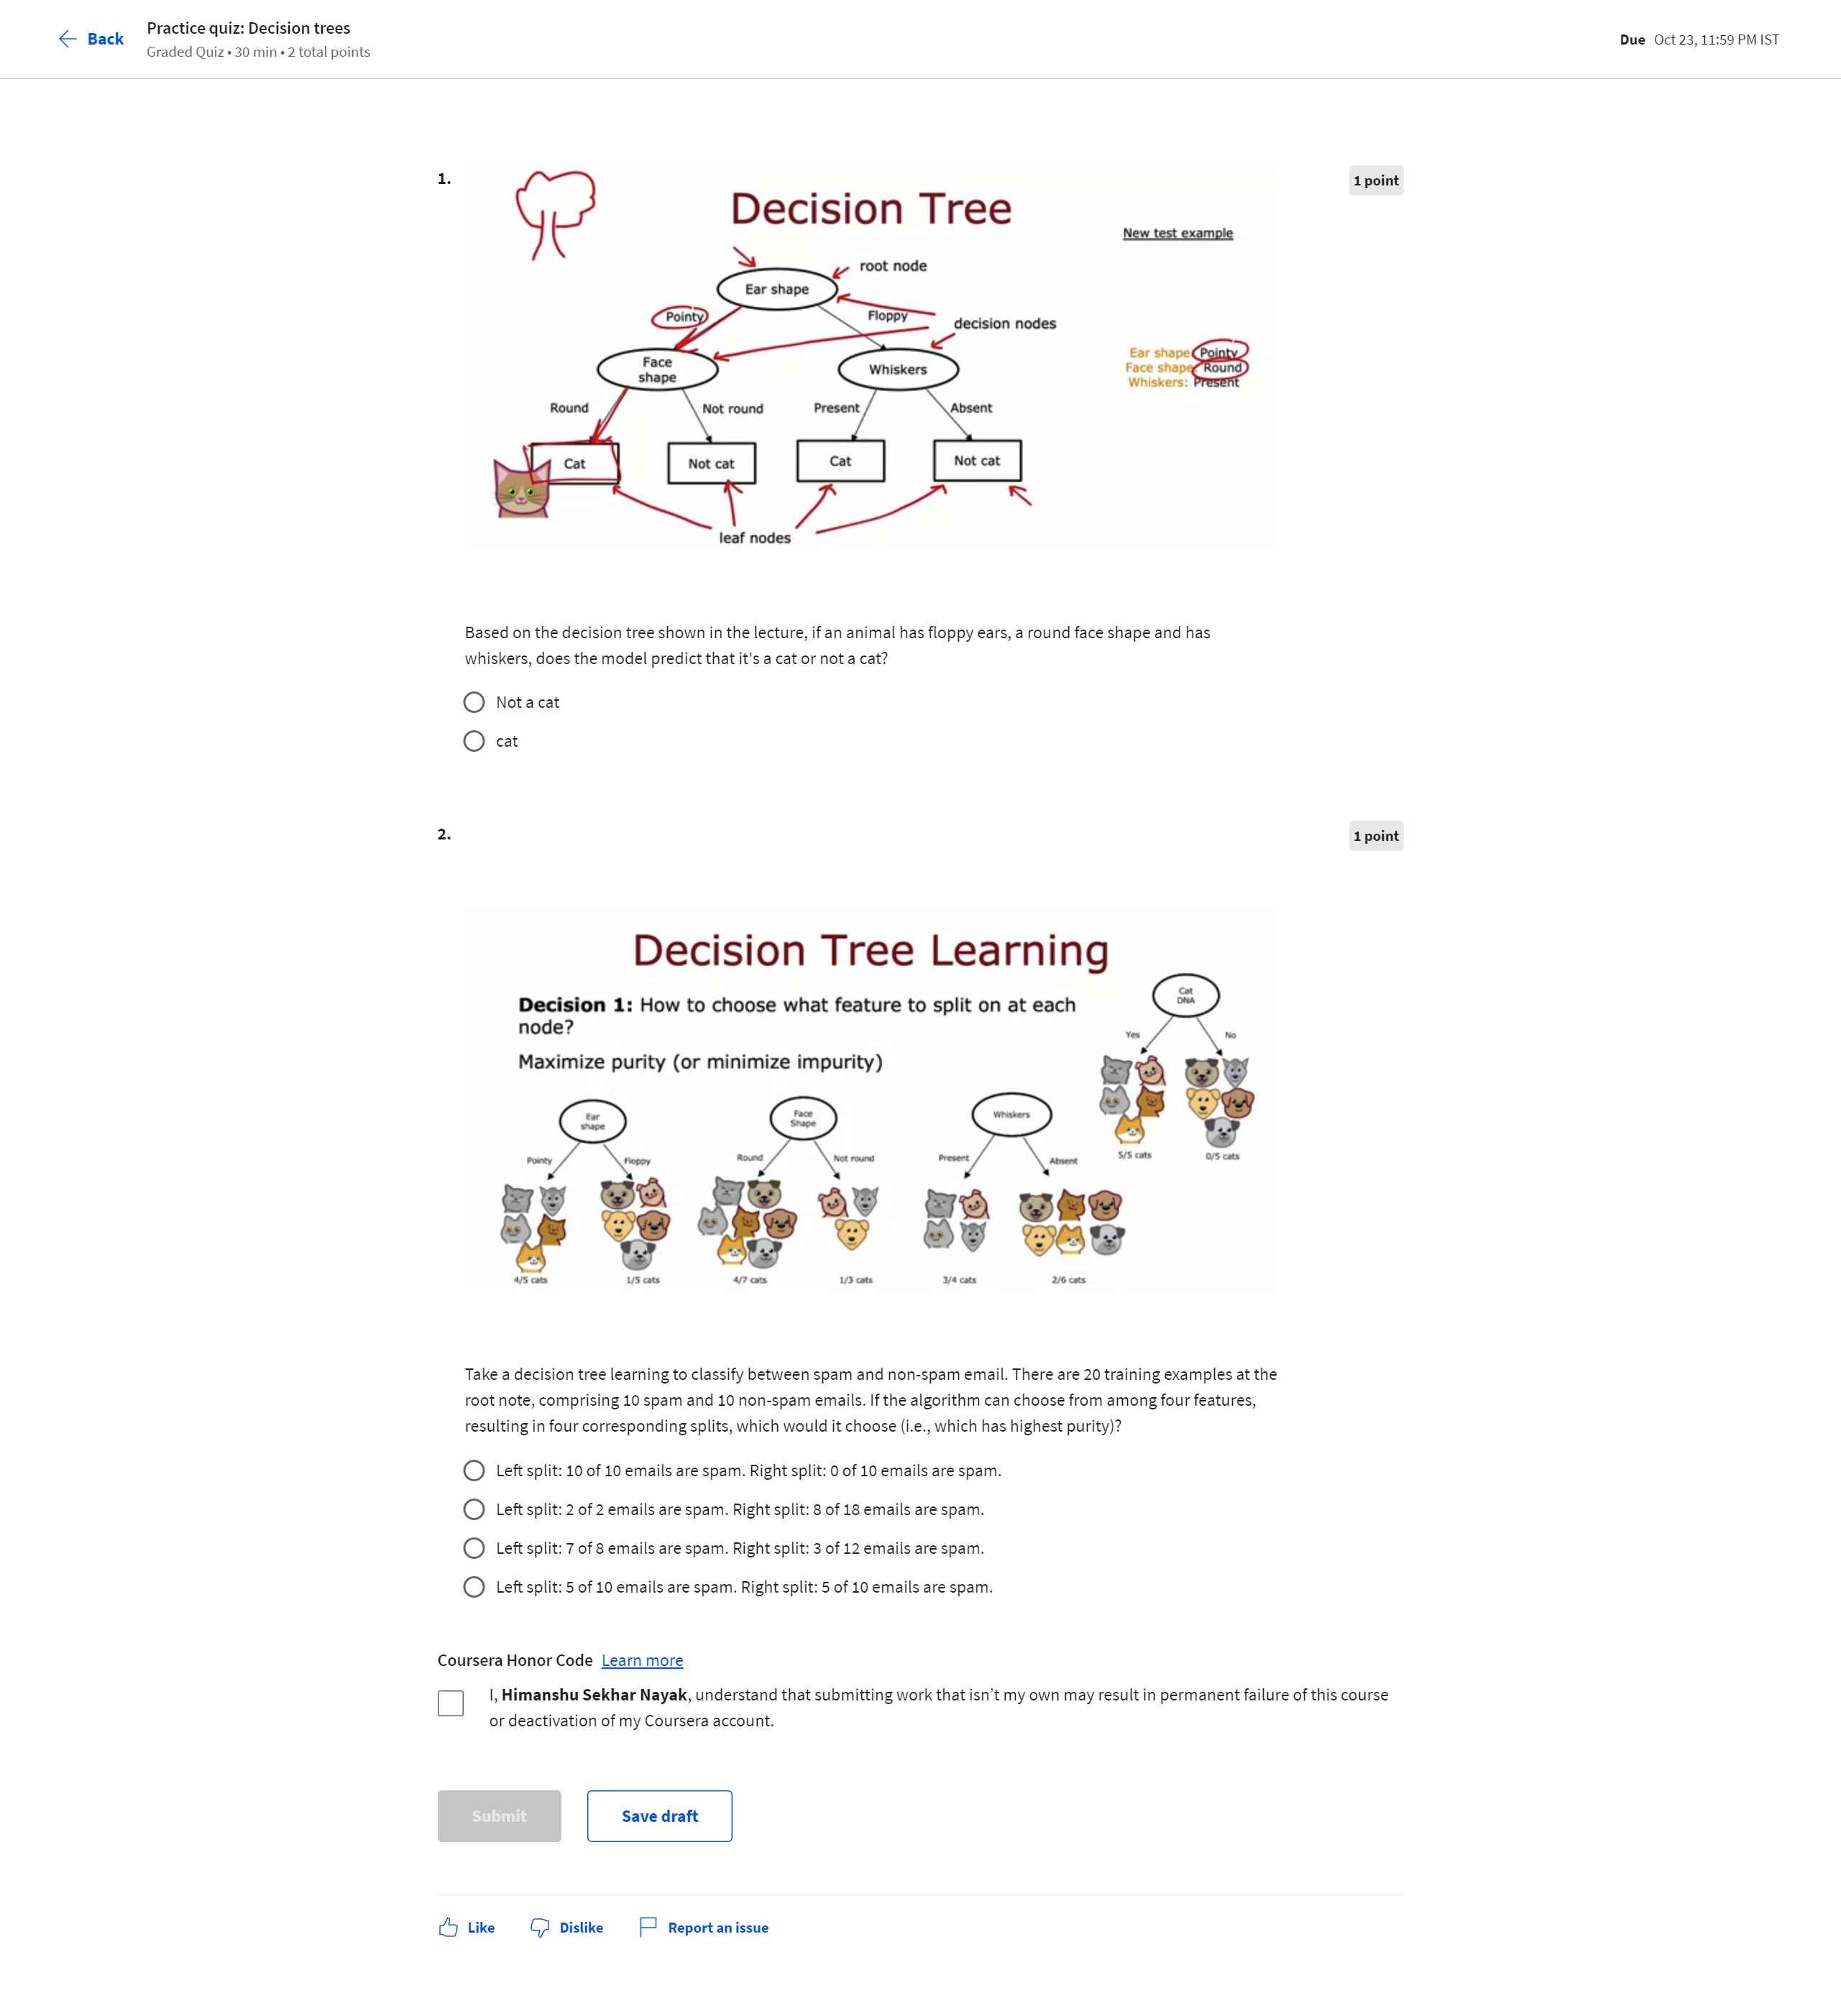 Back
Practice quiz: Decision trees
Graded Quiz • 30 min • 2 total points
Due Oct 23, 11:59 PM IST
1.
1 point
Decision Tree
New test example
root node
Ear shape
Pointy
Floppy
decision nodes
Face
shape
Whiskers
Ear shape: Pointy
Face shape: Round
Whiskers: Present
Round
Not round
Present
Absent
Cat
Not cat
Cat
Not cat
leaf nodes
Based on the decision tree shown in the lecture, if an animal has floppy ears, a round face shape and has
whiskers, does the model predict that it's a cat or not a cat?
Not a cat
cat
2.
1 point
Decision Tree Learning
Decision 1: How to choose what feature to split on at each
node?
Maximize purity (or minimize impurity)
Cat
DNA
Yes
No
5/5 cats
0/5 cats
Ear
shape
Pointy
Floppy
4/5 cats
1/5 cats
Face
Shape
Round
Not round
4/7 cats
1/3 cats
Whiskers
Present
Absent
3/4 cats
2/6 cats
Take a decision tree learning to classify between spam and non-spam email. There are 20 training examples at the
root note, comprising 10 spam and 10 non-spam emails. If the algorithm can choose from among four features,
resulting in four corresponding splits, which would it choose (i.e., which has highest purity)?
Left split: 10 of 10 emails are spam. Right split: 0 of 10 emails are spam.
Left split: 2 of 2 emails are spam. Right split: 8 of 18 emails are spam.
Left split: 7 of 8 emails are spam. Right split: 3 of 12 emails are spam.
Left split: 5 of 10 emails are spam. Right split: 5 of 10 emails are spam.
Coursera Honor Code Learn more
I, Himanshu Sekhar Nayak, understand that submitting work that isn’t my own may result in permanent failure of this course
or deactivation of my Coursera account.
Submit
Save draft
Like
Dislike
Report an issue